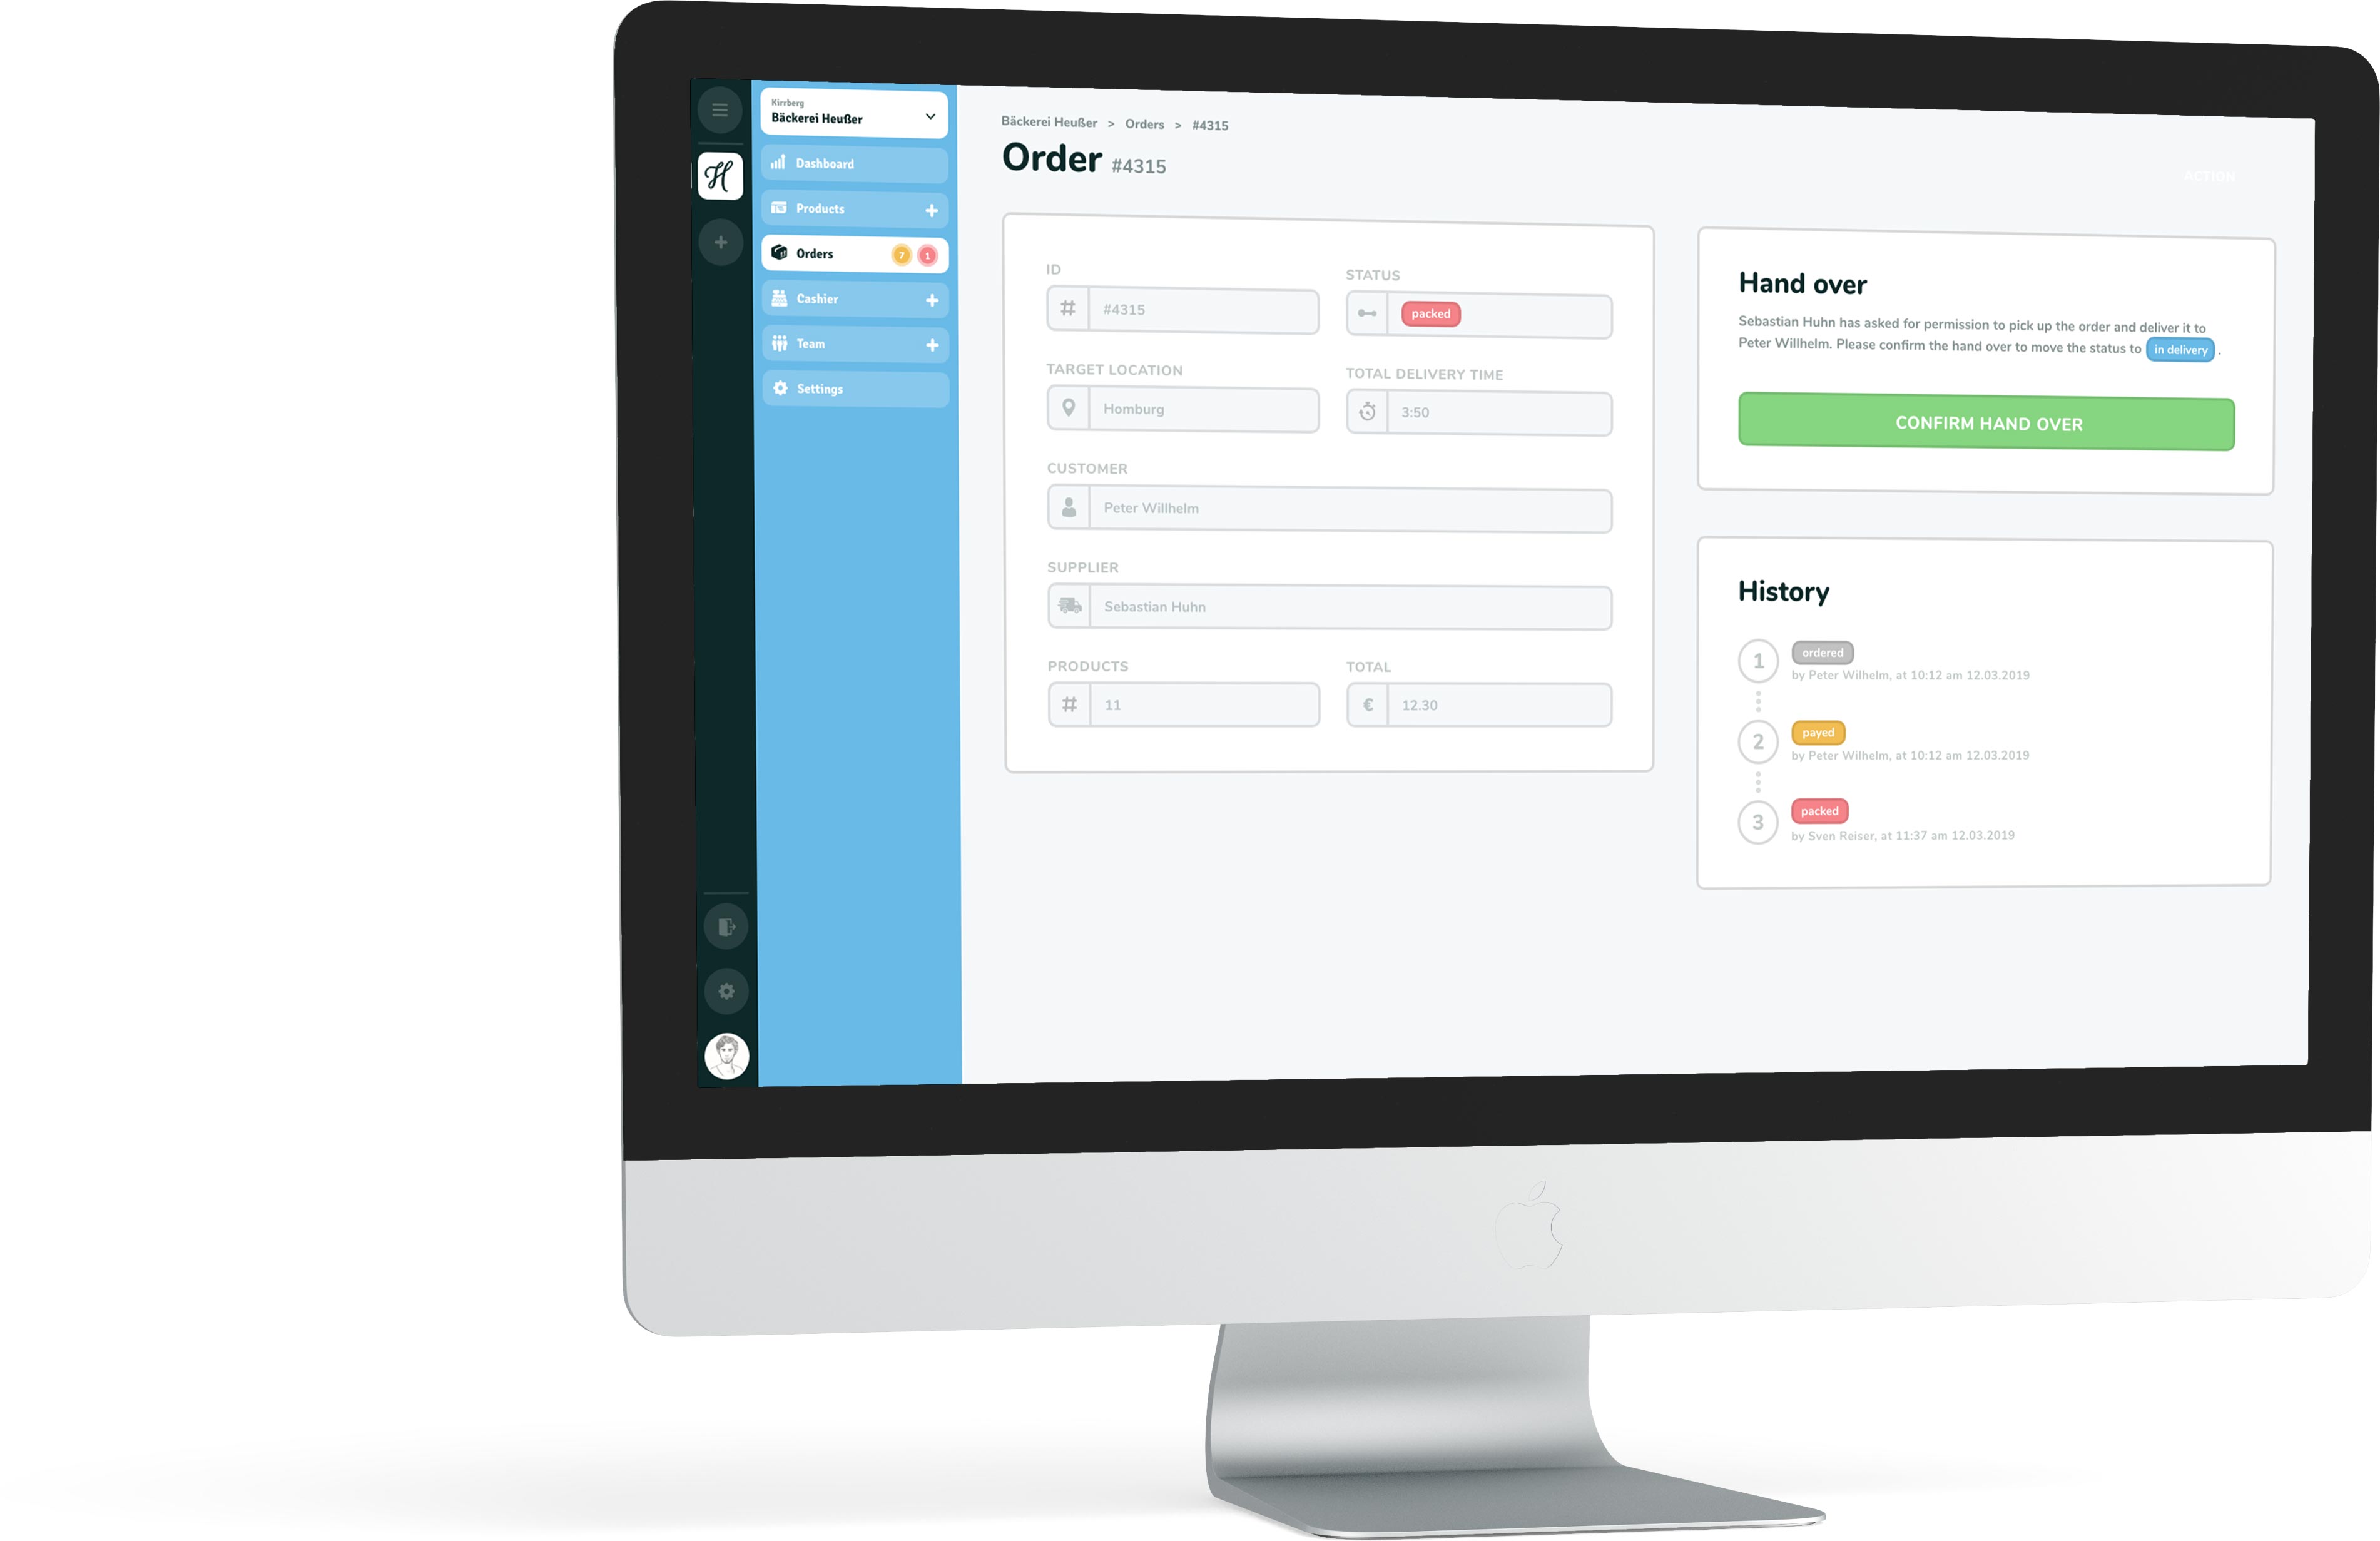 Kirrberg
Bäckerei Heußer
Dashboard
Products
Orders 7 1
Cashier
Team
Settings
Bäckerei Heußer > Orders > #4315
Order #4315
ACTION
ID
#4315
STATUS
packed
TARGET LOCATION
Homburg
TOTAL DELIVERY TIME
3:50
CUSTOMER
Peter Willhelm
SUPPLIER
Sebastian Huhn
PRODUCTS
11
TOTAL
€ 12.30
Hand over
Sebastian Huhn has asked for permission to pick up the order and deliver it to
Peter Willhelm. Please confirm the hand over to move the status to in delivery .
CONFIRM HAND OVER
History
1 ordered
by Peter Wilhelm, at 10:12 am 12.03.2019
2 payed
by Peter Wilhelm, at 10:12 am 12.03.2019
3 packed
by Sven Reiser, at 11:37 am 12.03.2019